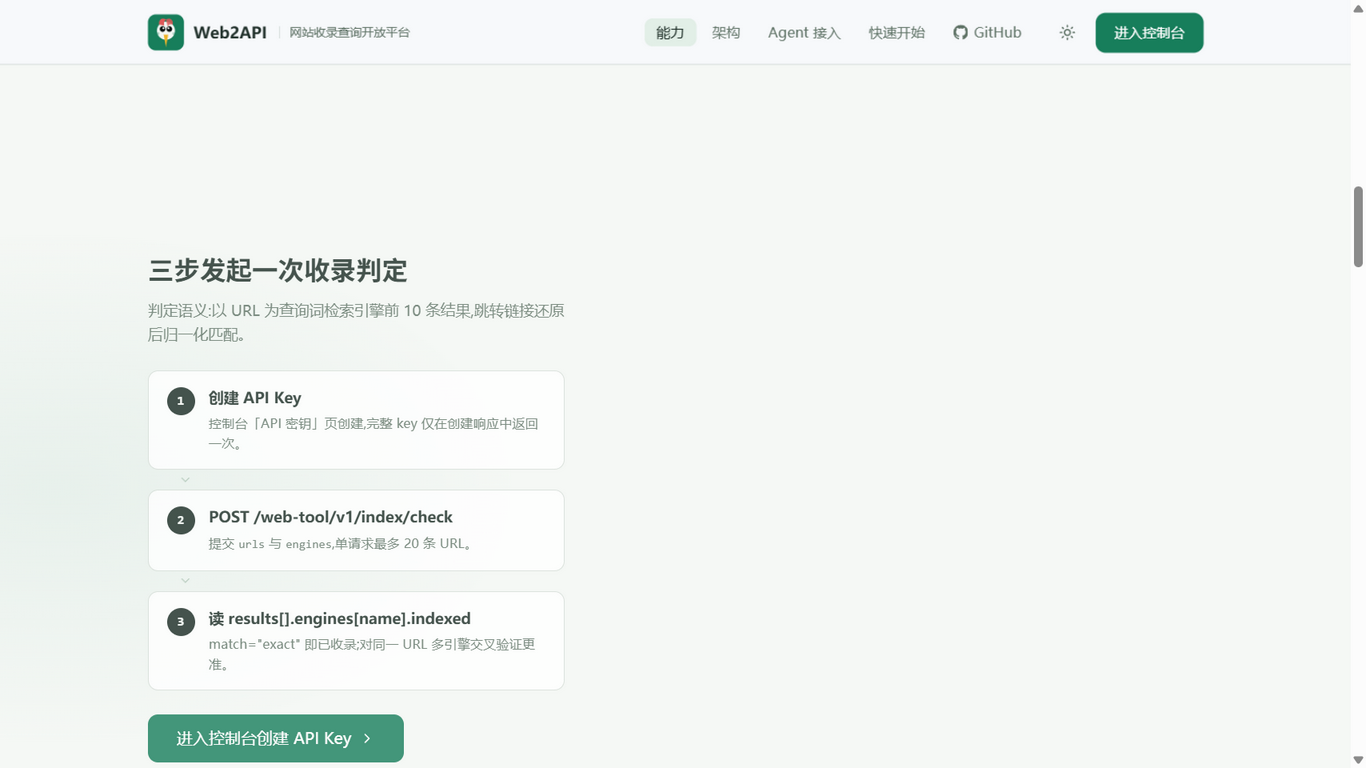 Web2API
网站收录查询开放平台
能力
架构
Agent 接入
快速开始
GitHub
进入控制台
三步发起一次收录判定
判定语义:以 URL 为查询词检索引擎前 10 条结果,跳转链接还原
后归一化匹配。
1
创建 API Key
控制台「API 密钥」页创建,完整 key 仅在创建响应中返回
一次。
2
POST /web-tool/v1/index/check
提交 urls 与 engines,单请求最多 20 条 URL。
3
读 results[].engines[name].indexed
match="exact" 即已收录;对同一 URL 多引擎交叉验证更
准。
进入控制台创建 API Key